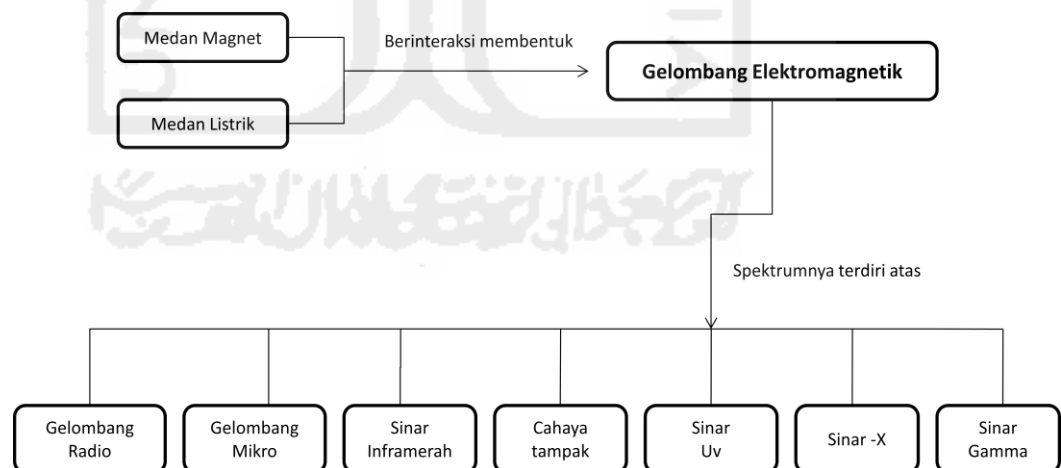 Medan Magnet
Berinteraksi membentuk
Gelombang Elektromagnetik
Medan Listrik
Spektrumnya terdiri atas
Gelombang
Radio
Gelombang
Mikro
Sinar
Inframerah
Cahaya
tampak
Sinar
Uv
Sinar -X
Sinar
Gamma